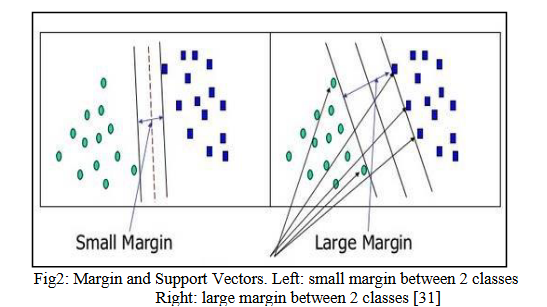 Small Margin
Large Margin
Fig2: Margin and Support Vectors. Left: small margin between 2 classes
Right: large margin between 2 classes [31]